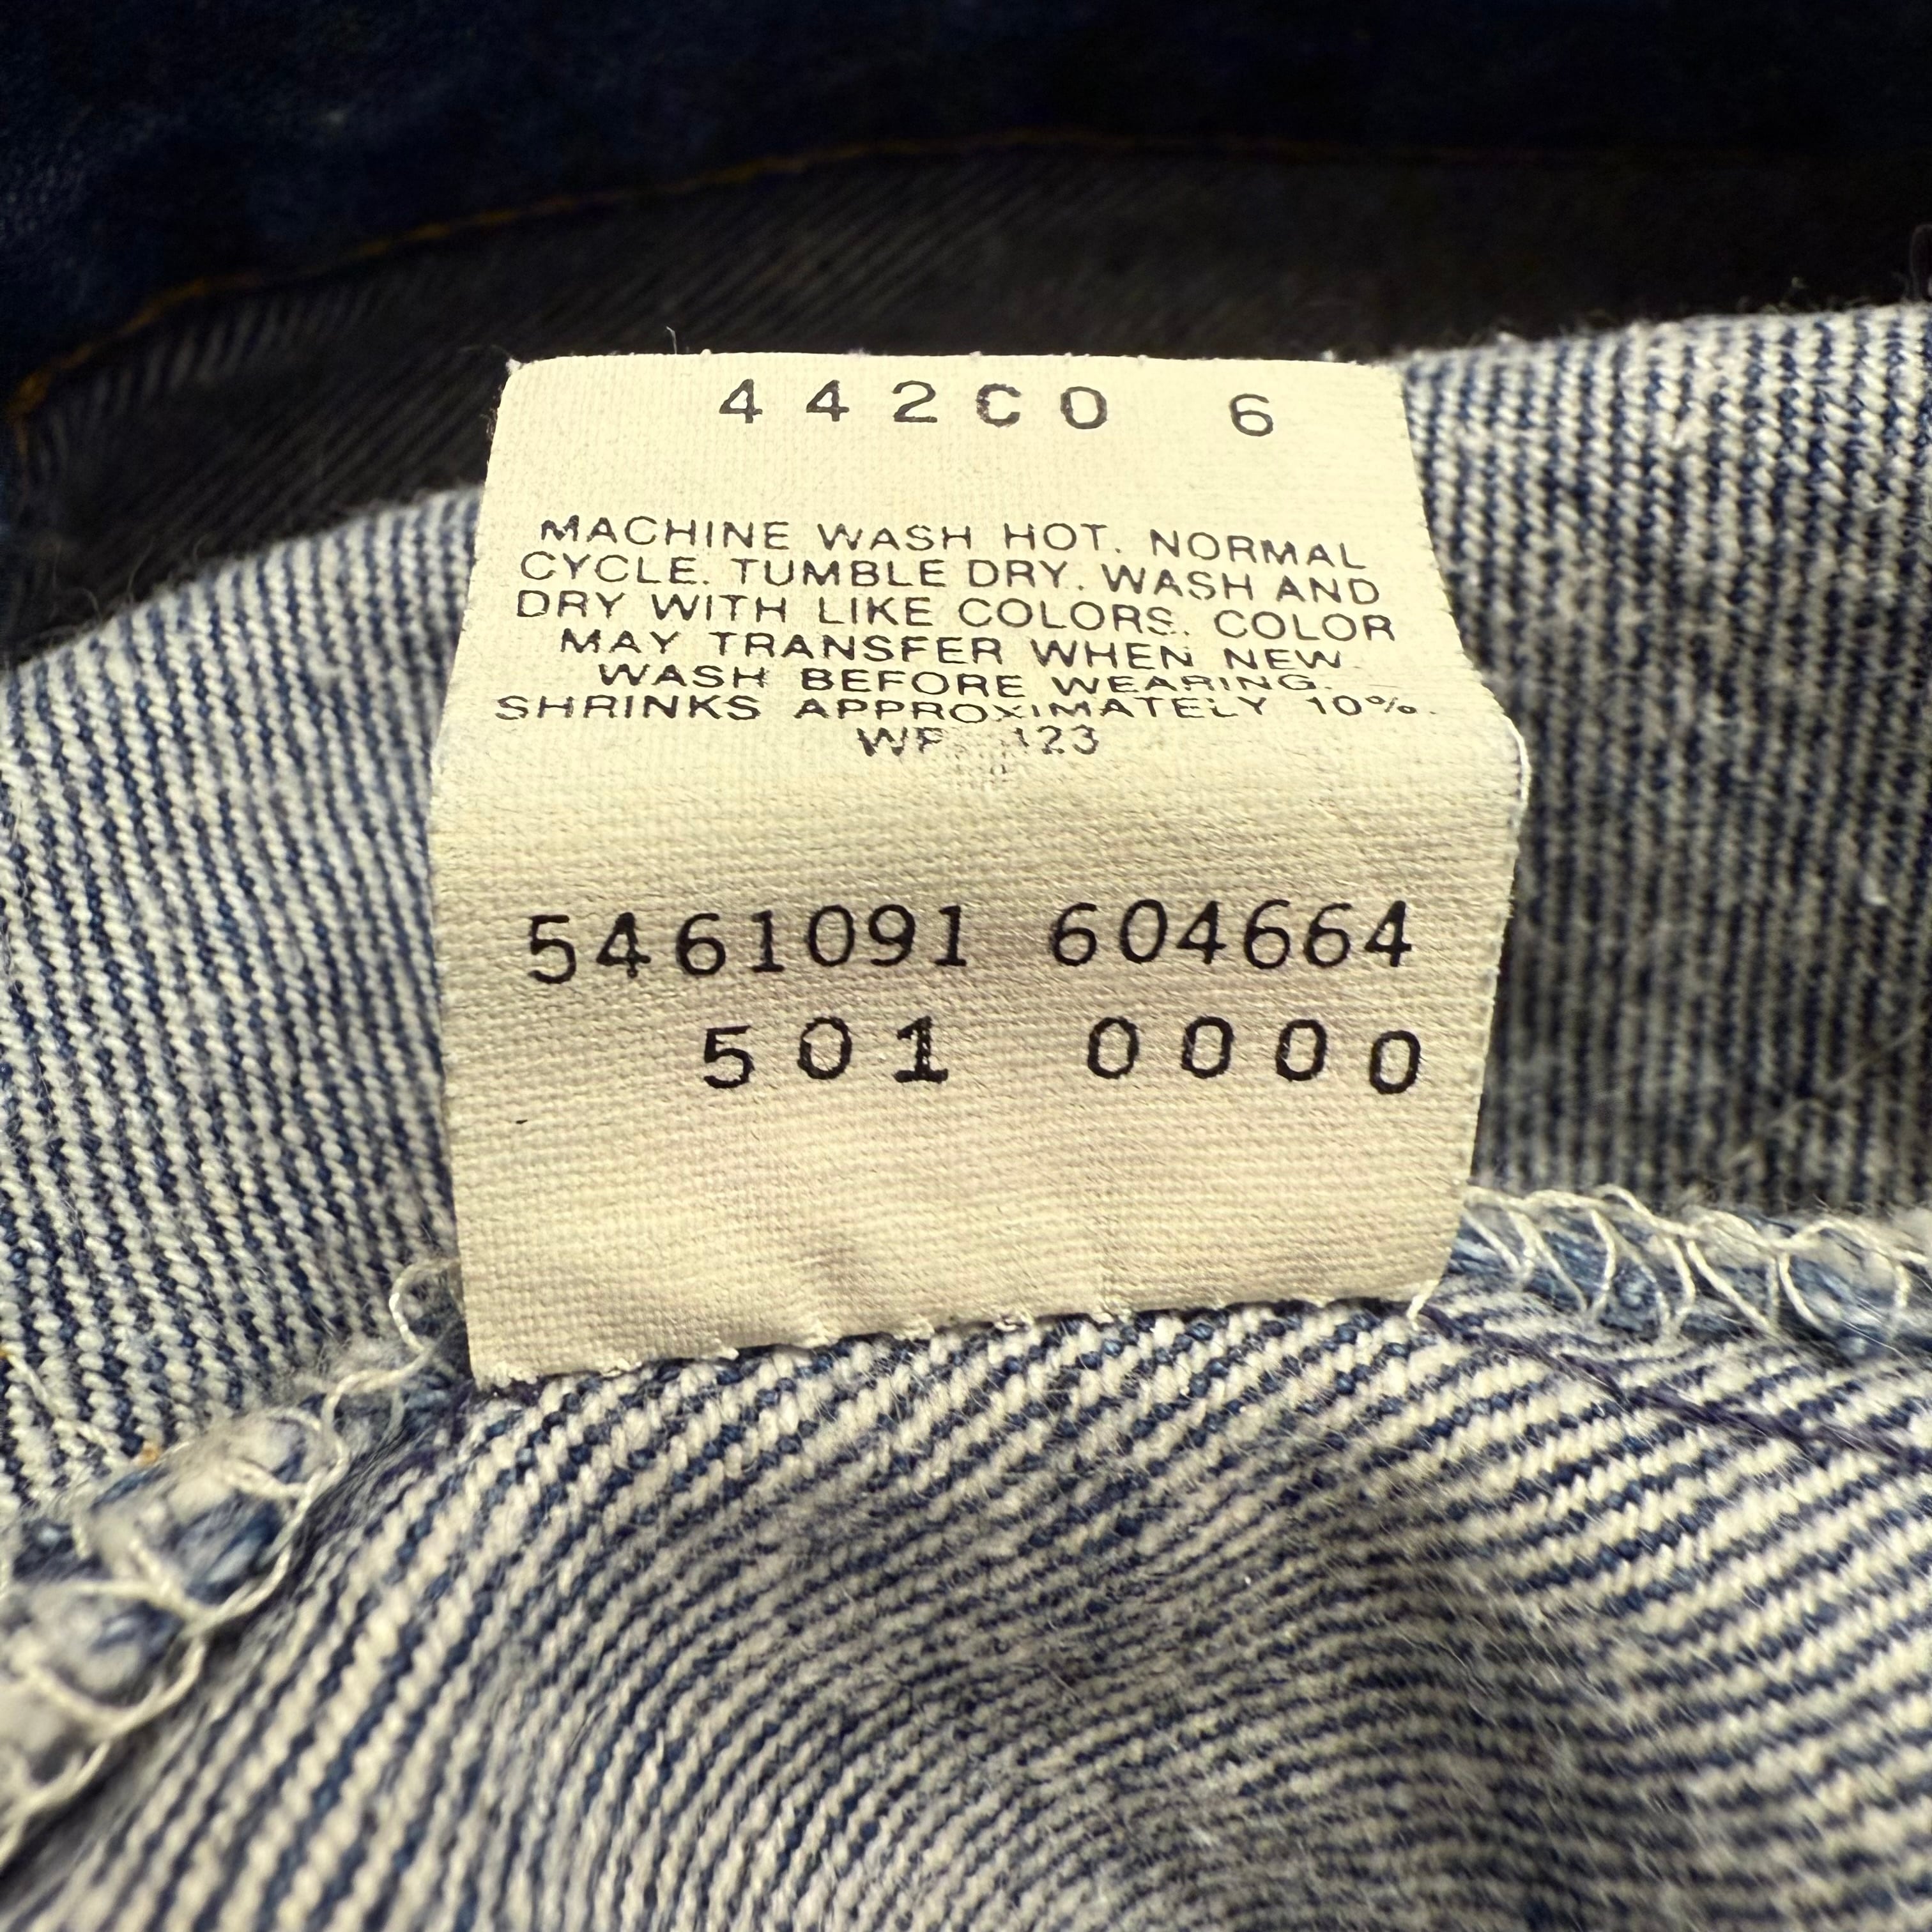 442C0 6
MACHINE WASH HOT. NORMAL
CYCLE. TUMBLE DRY. WASH AND
DRY WITH LIKE COLORS. COLOR
MAY TRANSFER WHEN NEW.
WASH BEFORE WEARING.
SHRINKS APPROXIMATELY 10%.
5461091 604664
501 0000